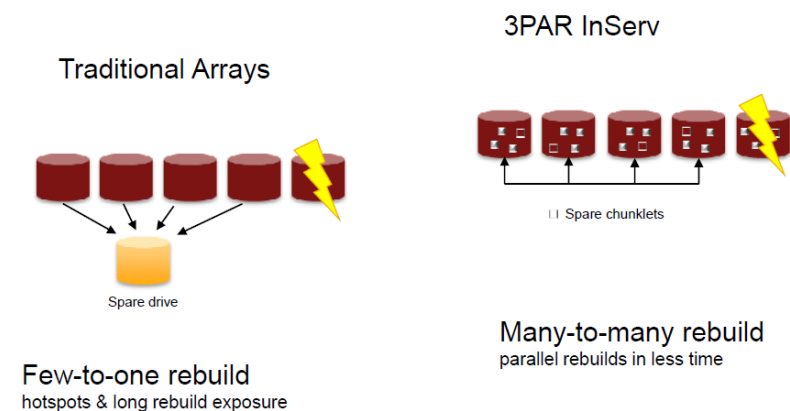 Traditional Arrays
Spare drive
Few-to-one rebuild
hotspots & long rebuild exposure
3PAR InServ
Spare chunklets
Many-to-many rebuild
parallel rebuilds in less time